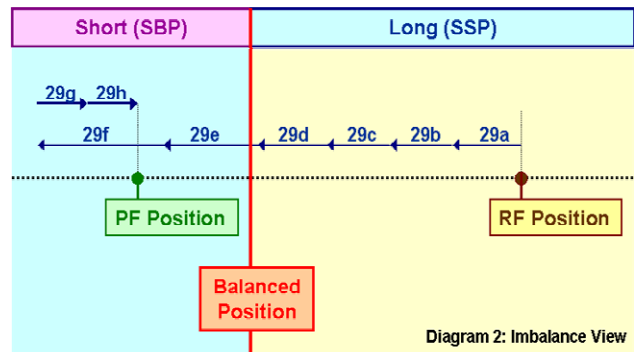 Short (SBP)
Long (SSP)
29g 29h
29f 29e 29d 29c 29b 29a
PF Position
RF Position
Balanced
Position
Diagram 2: Imbalance View